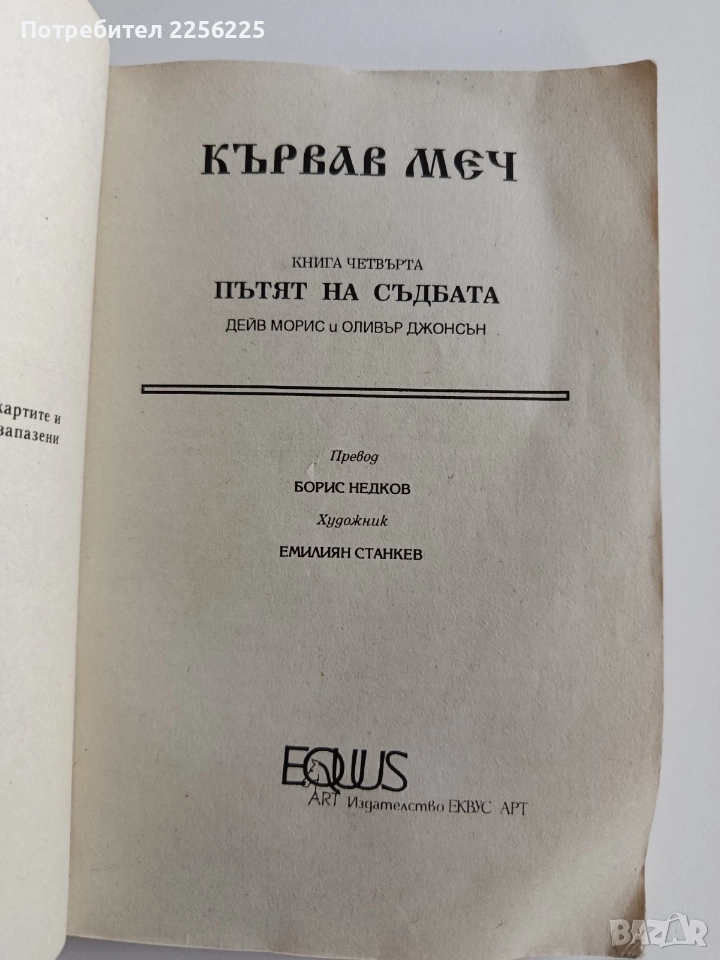 Потребител 2256225
КЪРВАВ МЕЧ
КНИГА ЧЕТВЪРТА
ПЪТЯТ НА СЪДБАТА
ДЕЙВ МОРИС и ОЛИВЪР ДЖОНСЪН
картите и
запазени
Превод
БОРИС НЕДКОВ
Художник
ЕМИЛИЯН СТАНКЕВ
EQUUS
ART Издателство ЕКВУС АРТ
BAZAR